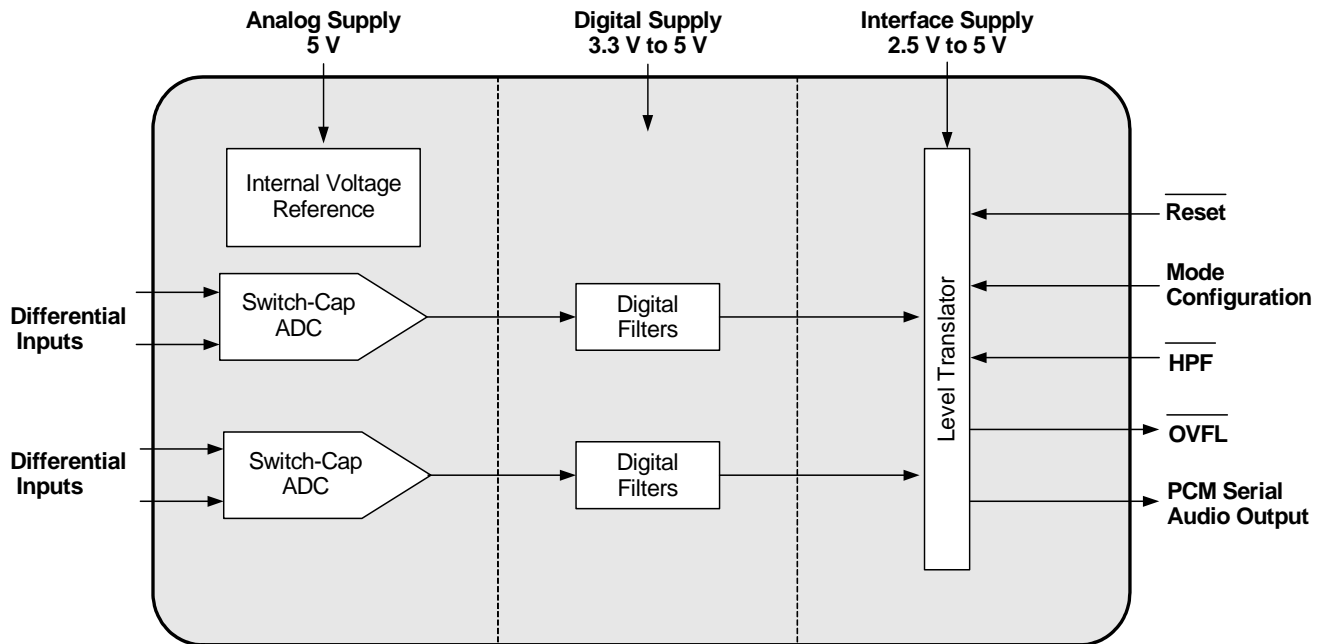 Analog Supply
5 V
Digital Supply
3.3 V to 5 V
Interface Supply
2.5 V to 5 V
Internal Voltage
Reference
Differential
Inputs
Switch-Cap
ADC
Digital
Filters
Differential
Inputs
Switch-Cap
ADC
Digital
Filters
Level Translator
Reset
Mode
Configuration
HPF
OVFL
PCM Serial
Audio Output